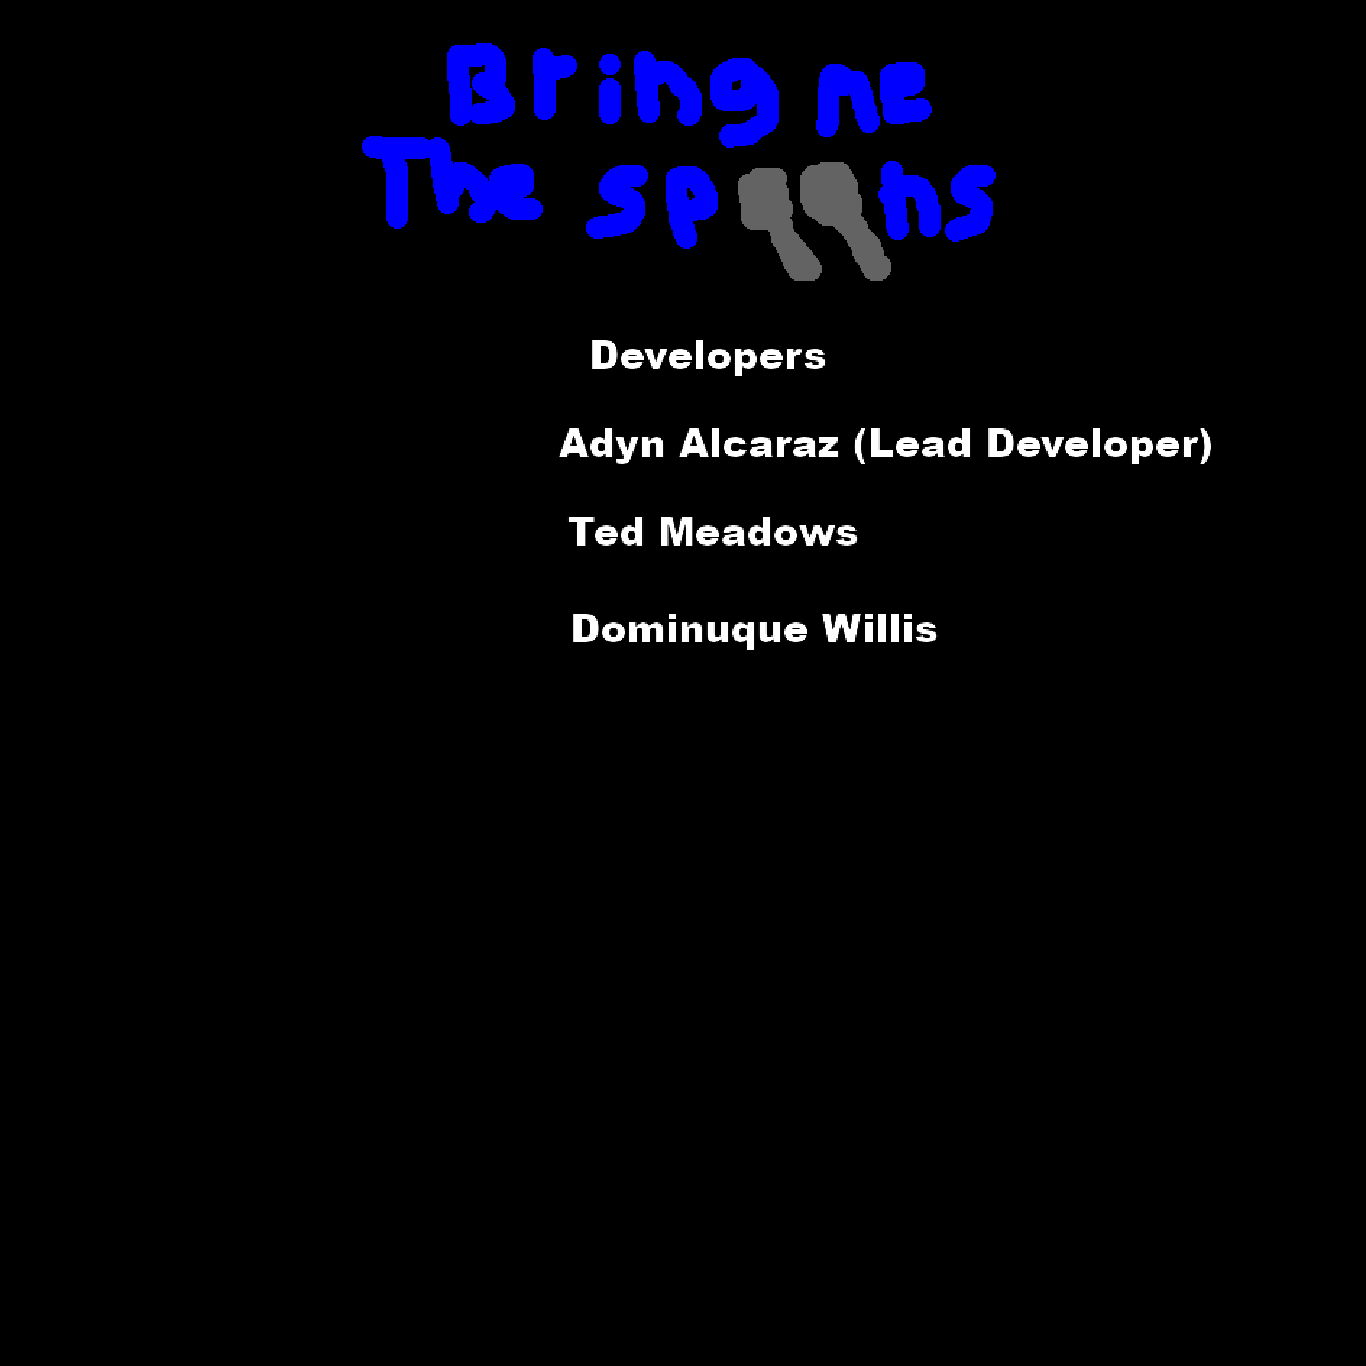 Bring me
The spoons
Developers
Adyn Alcaraz (Lead Developer)
Ted Meadows
Dominuque Willis